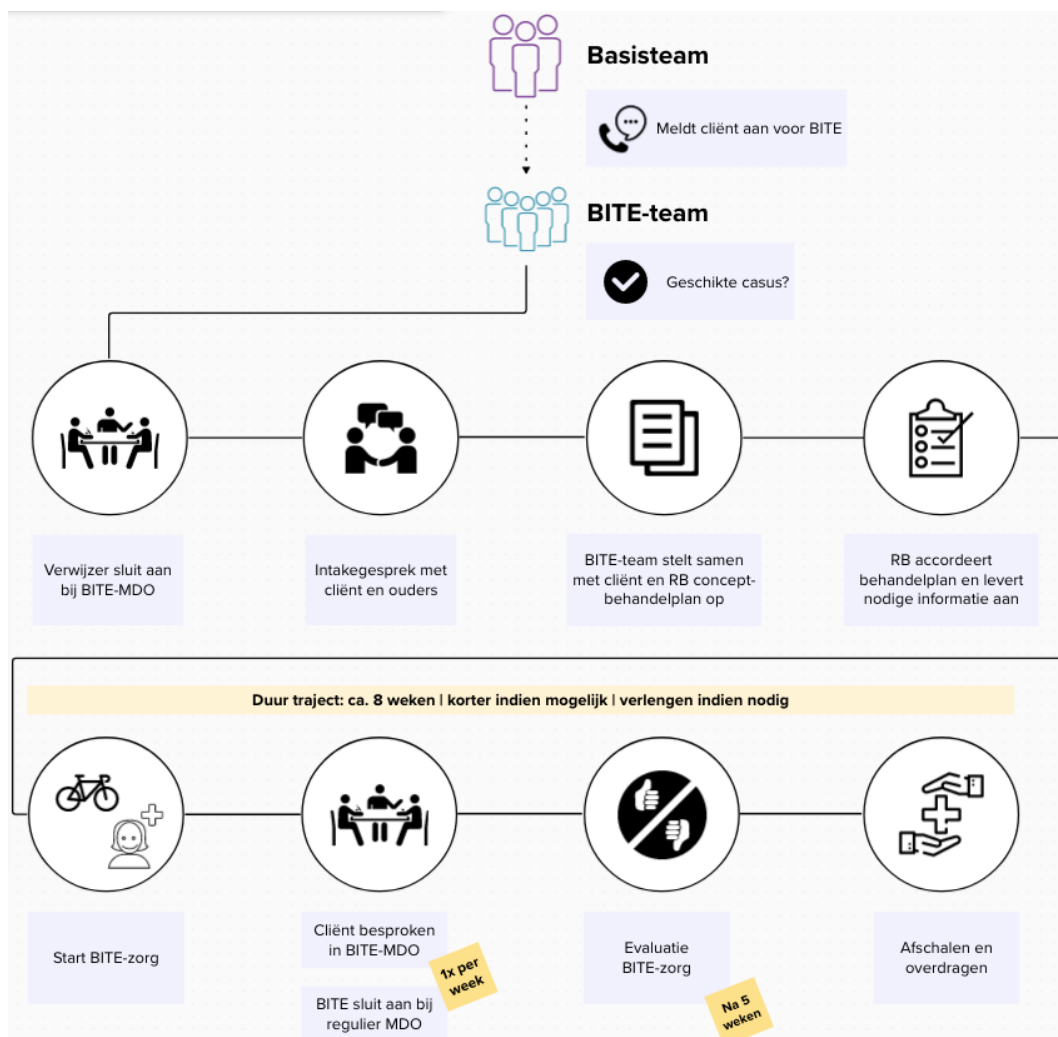 Basisteam
Meldt cliënt aan voor BITE
BITE-team
Geschikte casus?
Verwijzer sluit aan
bij BITE-MDO
Intakegesprek met
cliënt en ouders
BITE-team stelt samen
met cliënt en RB concept-
behandelplan op
RB accordeert
behandelplan en levert
nodige informatie aan
Duur traject: ca. 8 weken | korter indien mogelijk | verlengen indien nodig
Start BITE-zorg
Cliënt besproken
in BITE-MDO
1x per
week
BITE sluit aan bij
regulier MDO
Evaluatie
BITE-zorg
Na 5
weken
Afschalen en
overdragen